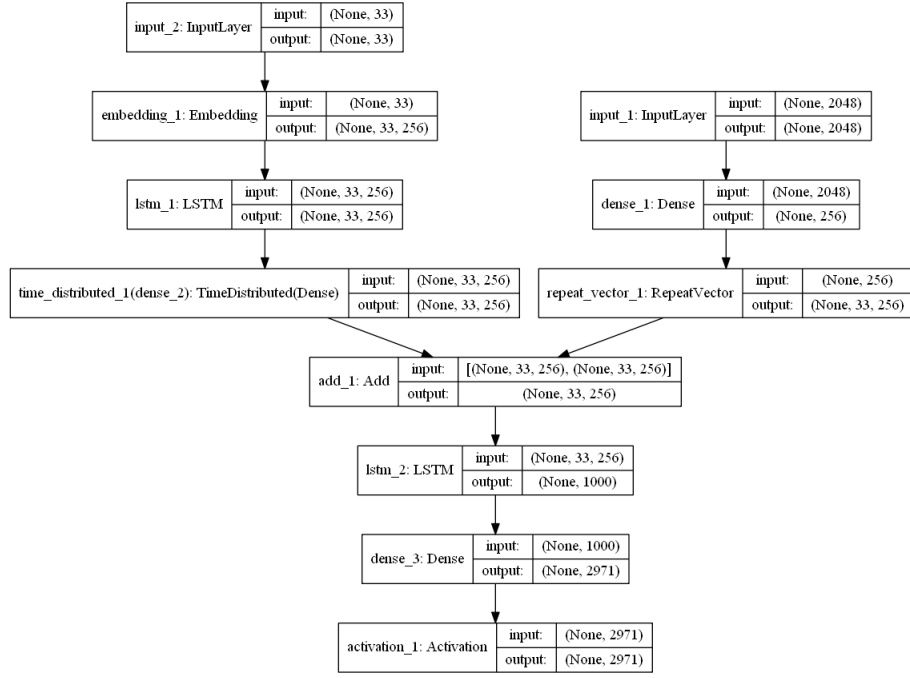 input_2: InputLayer
input: (None, 33)
output: (None, 33)
embedding_1: Embedding
input: (None, 33)
output: (None, 33, 256)
input_1: InputLayer
input: (None, 2048)
output: (None, 2048)
lstm_1: LSTM
input: (None, 33, 256)
output: (None, 33, 256)
dense_1: Dense
input: (None, 2048)
output: (None, 256)
time_distributed_1(dense_2): TimeDistributed(Dense)
input: (None, 33, 256)
output: (None, 33, 256)
repeat_vector_1: RepeatVector
input: (None, 256)
output: (None, 33, 256)
add_1: Add
input: [(None, 33, 256), (None, 33, 256)]
output: (None, 33, 256)
lstm_2: LSTM
input: (None, 33, 256)
output: (None, 1000)
dense_3: Dense
input: (None, 1000)
output: (None, 2971)
activation_1: Activation
input: (None, 2971)
output: (None, 2971)